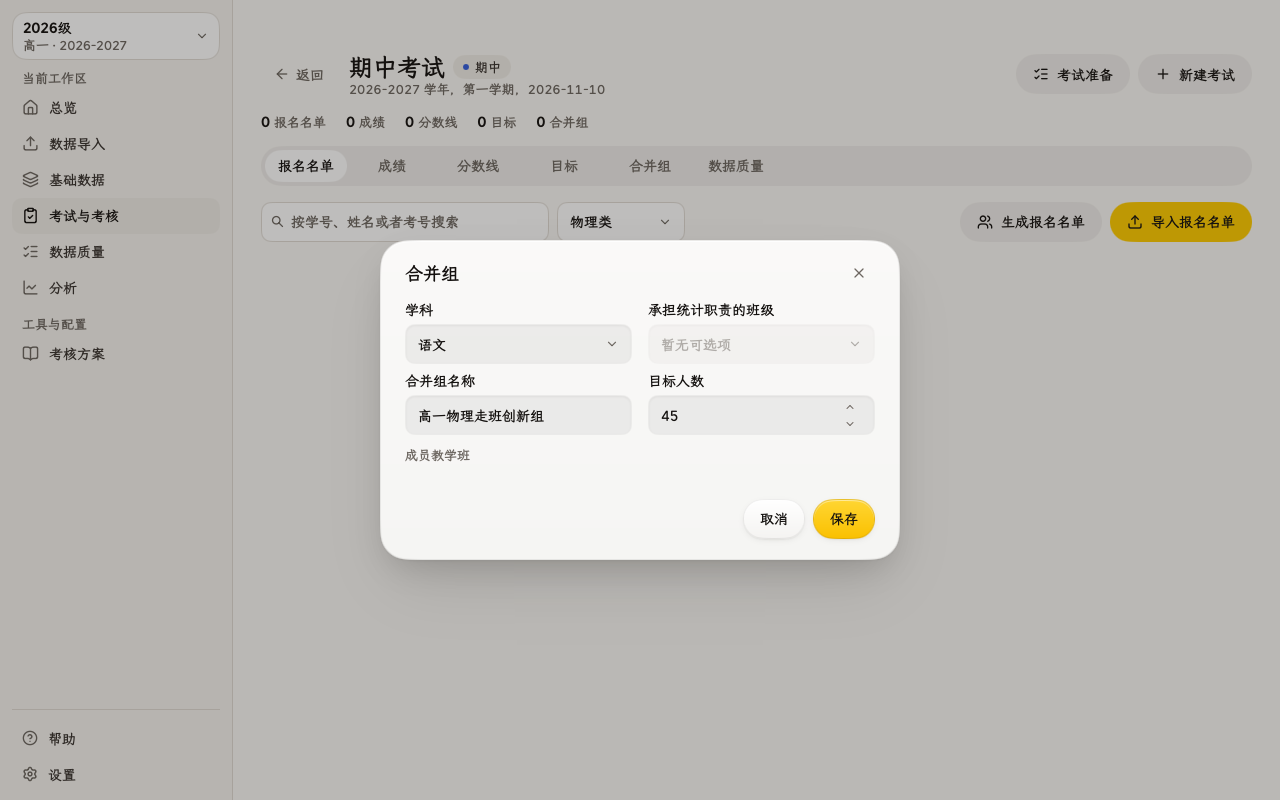 2026级
高一 · 2026-2027
当前工作区
总览
数据导入
基础数据
考试与考核
数据质量
分析
工具与配置
考核方案
帮助
设置
返回
期中考试
期中
2026-2027 学年，第一学期，2026-11-10
考试准备
新建考试
0 报名名单 0 成绩 0 分数线 0 目标 0 合并组
报名名单 成绩 分数线 目标 合并组 数据质量
按学号、姓名或者考号搜索
物理类
生成报名名单
导入报名名单
合并组
学科
承担统计职责的班级
语文
暂无可选项
合并组名称
目标人数
高一物理走班创新组
45
成员教学班
取消
保存